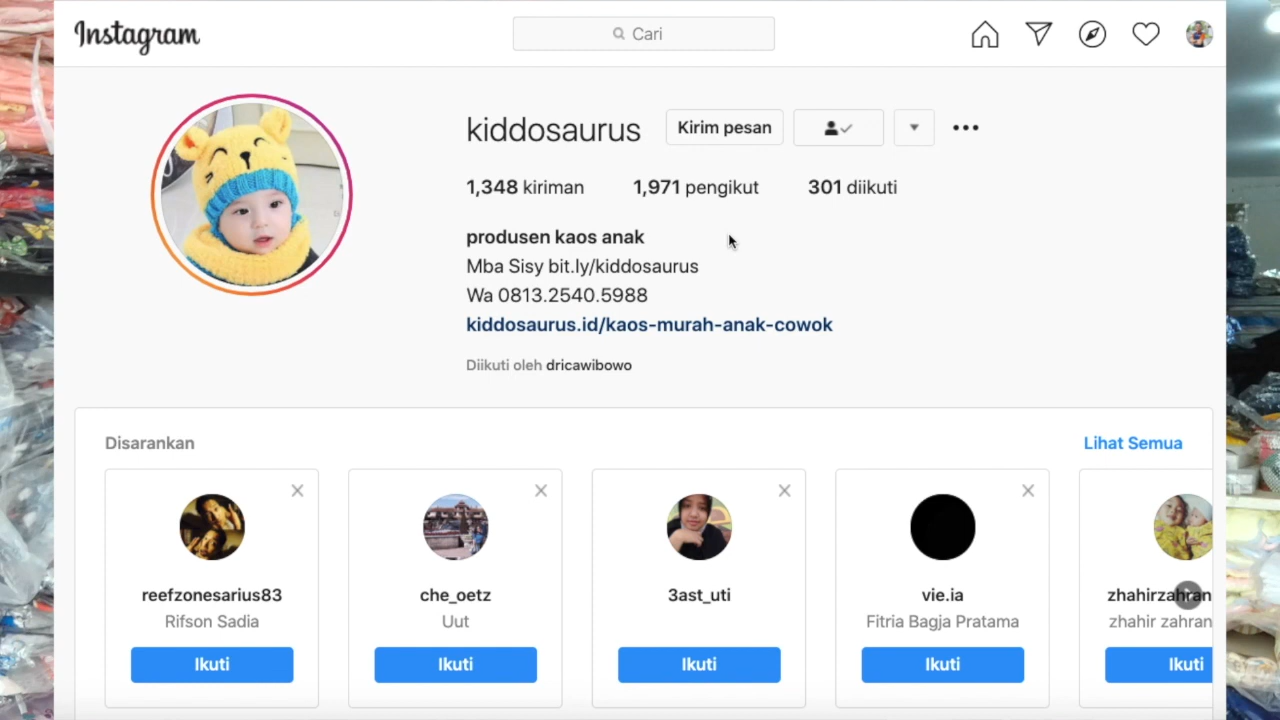 Instagram
Cari
kiddosaurus Kirim pesan
1,348 kiriman 1,971 pengikut 301 diikuti
produsen kaos anak
Mba Sisy bit.ly/kiddosaurus
Wa 0813.2540.5988
kiddosaurus.id/kaos-murah-anak-cowok
Diikuti oleh dricawibowo
Disarankan Lihat Semua
reefzonesarius83 che_oetz 3ast_uti vie.ia zhahirzahran
Rifson Sadia Uut Fitria Bagja Pratama zhahir zahran
Ikuti Ikuti Ikuti Ikuti Ikuti